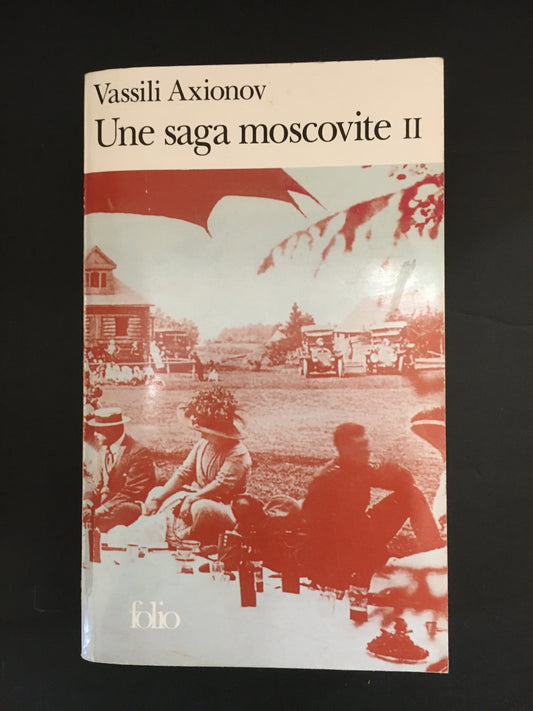 Vassili Axionov
Une saga moscovite II
folio